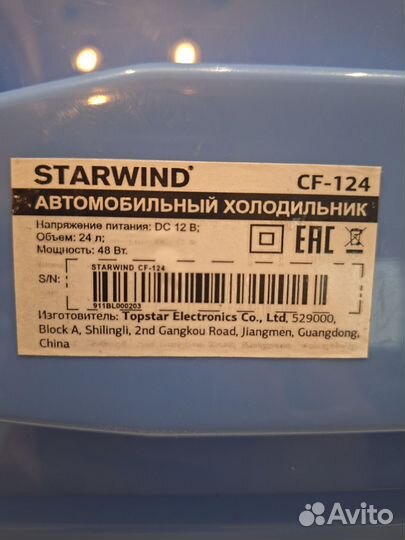 STARWIND® CF-124
АВТОМОБИЛЬНЫЙ ХОЛОДИЛЬНИК
Напряжение питания: DC 12 В;
Объем: 24 л;
Мощность: 48 Вт.
EAC
STARWIND CF-124
S/N:
911BL000203
Изготовитель: Topstar Electronics Co., Ltd, 529000,
Block A, Shilingli, 2nd Gangkou Road, Jiangmen, Guangdong,
China
Avito